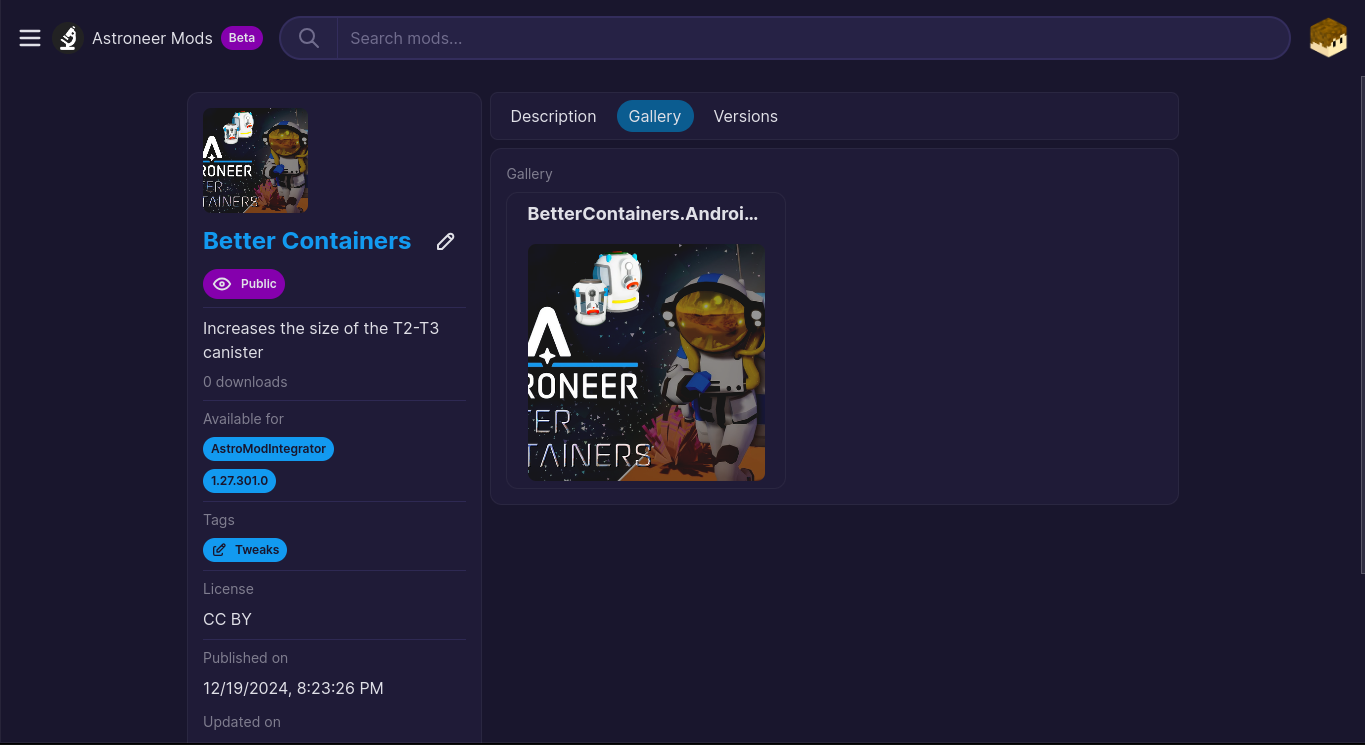 Astroneer Mods
Beta
Search mods...
RONEER
TER
TAINERS
Better Containers
Public
Increases the size of the T2-T3
canister
0 downloads
Available for
AstroModIntegrator
1.27.301.0
Tags
Tweaks
License
CC BY
Published on
12/19/2024, 8:23:26 PM
Updated on
Description
Gallery
Versions
Gallery
BetterContainers.Androi...
A
RONEER
TER
TAINERS